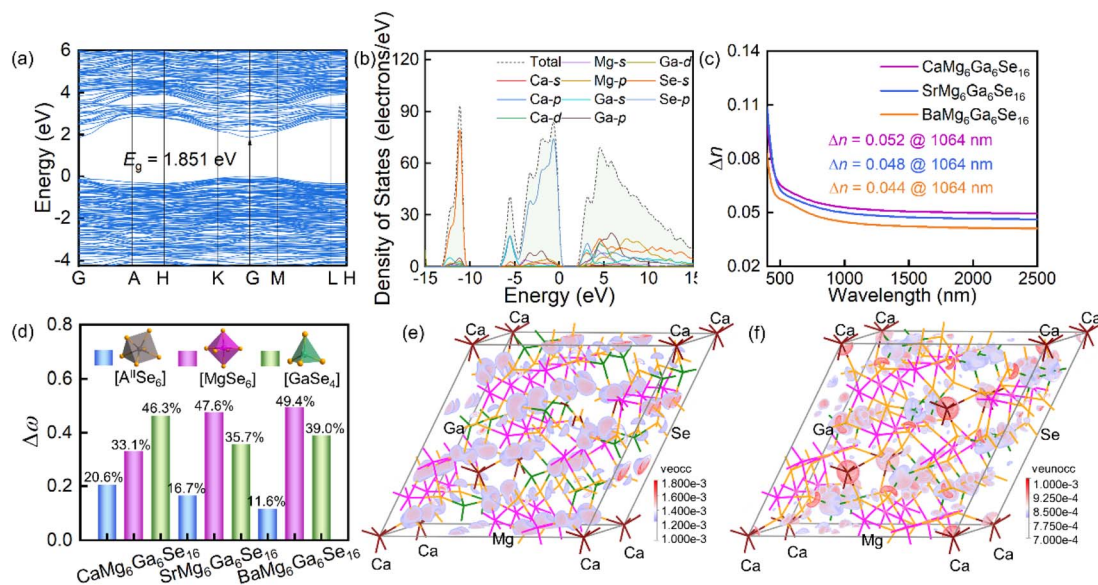 (a)
6
4
2
0
-2
-4
Energy (eV)
Eg = 1.851 eV
G A H K G M L H
(b)
Density of States (electrons/eV)
120
90
60
30
0
Total Mg-s Ga-d
Ca-s Mg-p Se-s
Ca-p Ga-s Se-p
Ca-d Ga-p
-15 -10 -5 0 5 10 15
Energy (eV)
(c)
Δn
0.14
0.11
0.08
0.05
0.02
CaMg₆Ga₆Se₁₆
SrMg₆Ga₆Se₁₆
BaMg₆Ga₆Se₁₆
Δn = 0.052 @ 1064 nm
Δn = 0.048 @ 1064 nm
Δn = 0.044 @ 1064 nm
500 1000 1500 2000 2500
Wavelength (nm)
(d)
Δω
0.8
0.6
0.4
0.2
0.0
[AᴵᴵSe₆] [MgSe₆] [GaSe₄]
20.6% 33.1% 46.3% 16.7% 47.6% 35.7% 11.6% 49.4% 39.0%
CaMg₆Ga₆Se₁₆ SrMg₆Ga₆Se₁₆ BaMg₆Ga₆Se₁₆
(e)
Ca Ca
Ca
Ga
Se
veocc
1.800e-3
1.600e-3
1.400e-3
1.200e-3
1.000e-3
Ca
Ca Mg
Ca
(f)
Ca Ca
Ca
Ca
Ga
Se
veunocc
1.000e-3
9.250e-4
8.500e-4
7.750e-4
7.000e-4
Ca
Ca
Mg
Ca